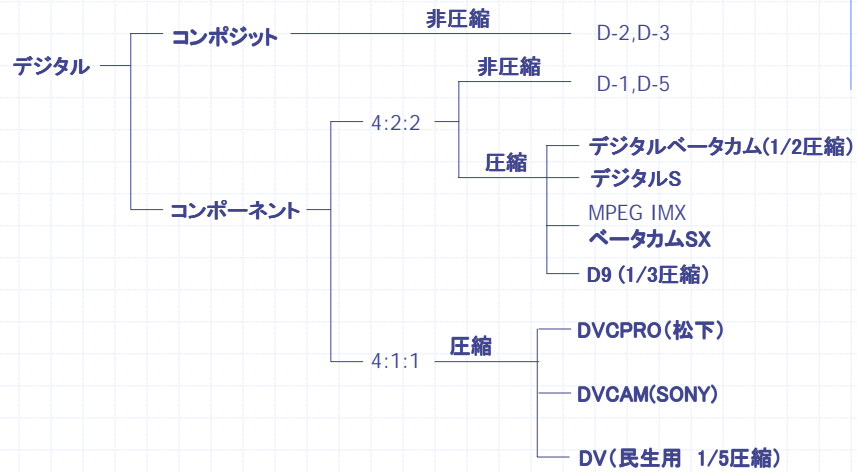 デジタル
コンポジット
非圧縮
D-2,D-3
コンポーネント
4:2:2
非圧縮
D-1,D-5
圧縮
デジタルベータカム(1/2圧縮)
デジタルS
MPEG IMX
ベータカムSX
D9 (1/3圧縮)
4:1:1
圧縮
DVCPRO(松下)
DVCAM(SONY)
DV(民生用 1/5圧縮)